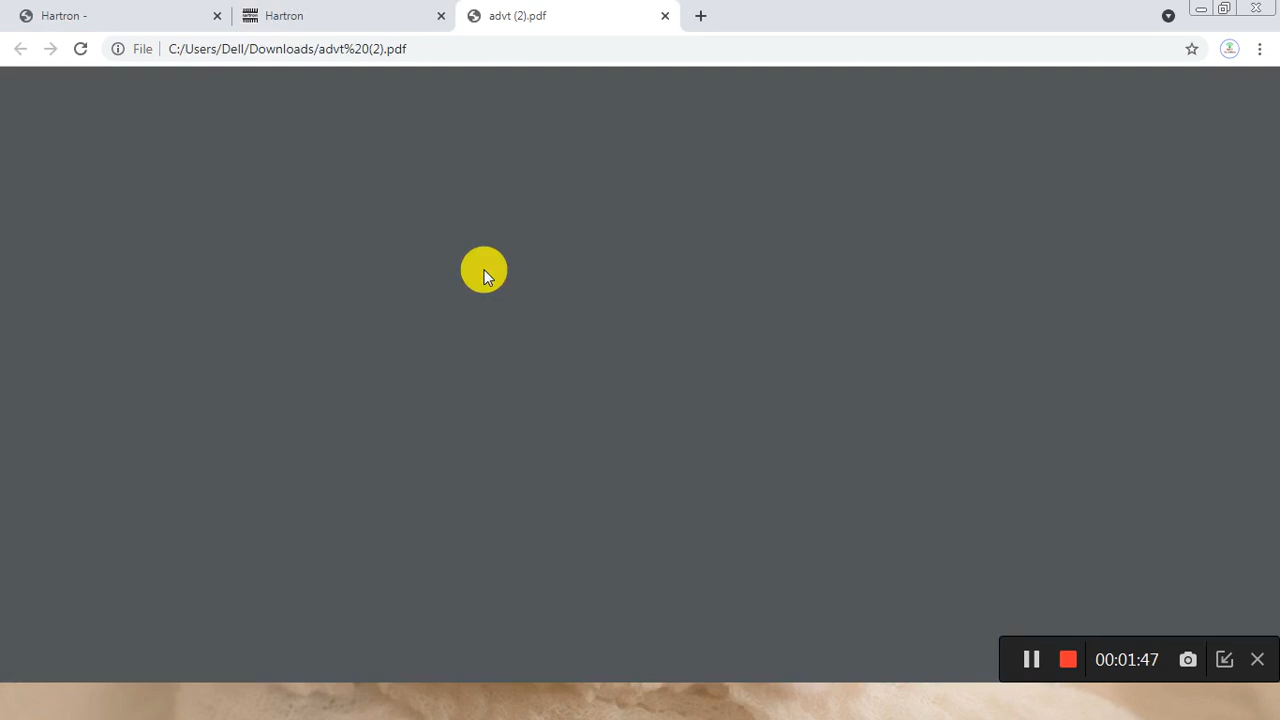 Hartron -
Hartron
advt (2).pdf
File
C:/Users/Dell/Downloads/advt%20(2).pdf
00:01:47